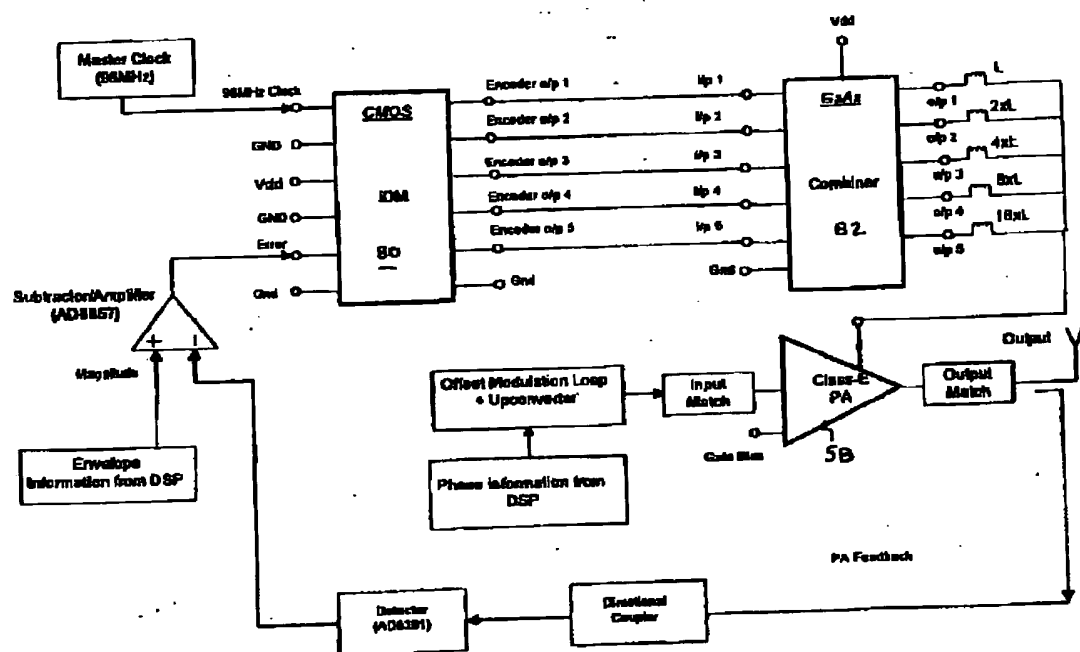 Master Clock
(96MHz)
96MHz Clock
GND
Vdd
GND
Error
Gnd
CMOS
IDM
80
Encoder o/p 1
Encoder o/p 2
Encoder o/p 3
Encoder o/p 4
Encoder o/p 5
Gnd
I/p 1
I/p 2
I/p 3
I/p 4
I/p 5
Gnd
Vdd
GaAs
Combiner
82
o/p 1
o/p 2
o/p 3
o/p 4
o/p 5
L
2xL
4xL
8xL
16xL
Subtractor/Amplifier
+
Magnitude
Envelope
Information from DSP
Offset Modulation Loop
+ Upconverter
Phase information from
DSP
Input
Match
Class-E
PA
Gate Bias
58
Output
Match
Output
PA Feedback
Directional
Coupler
Detector